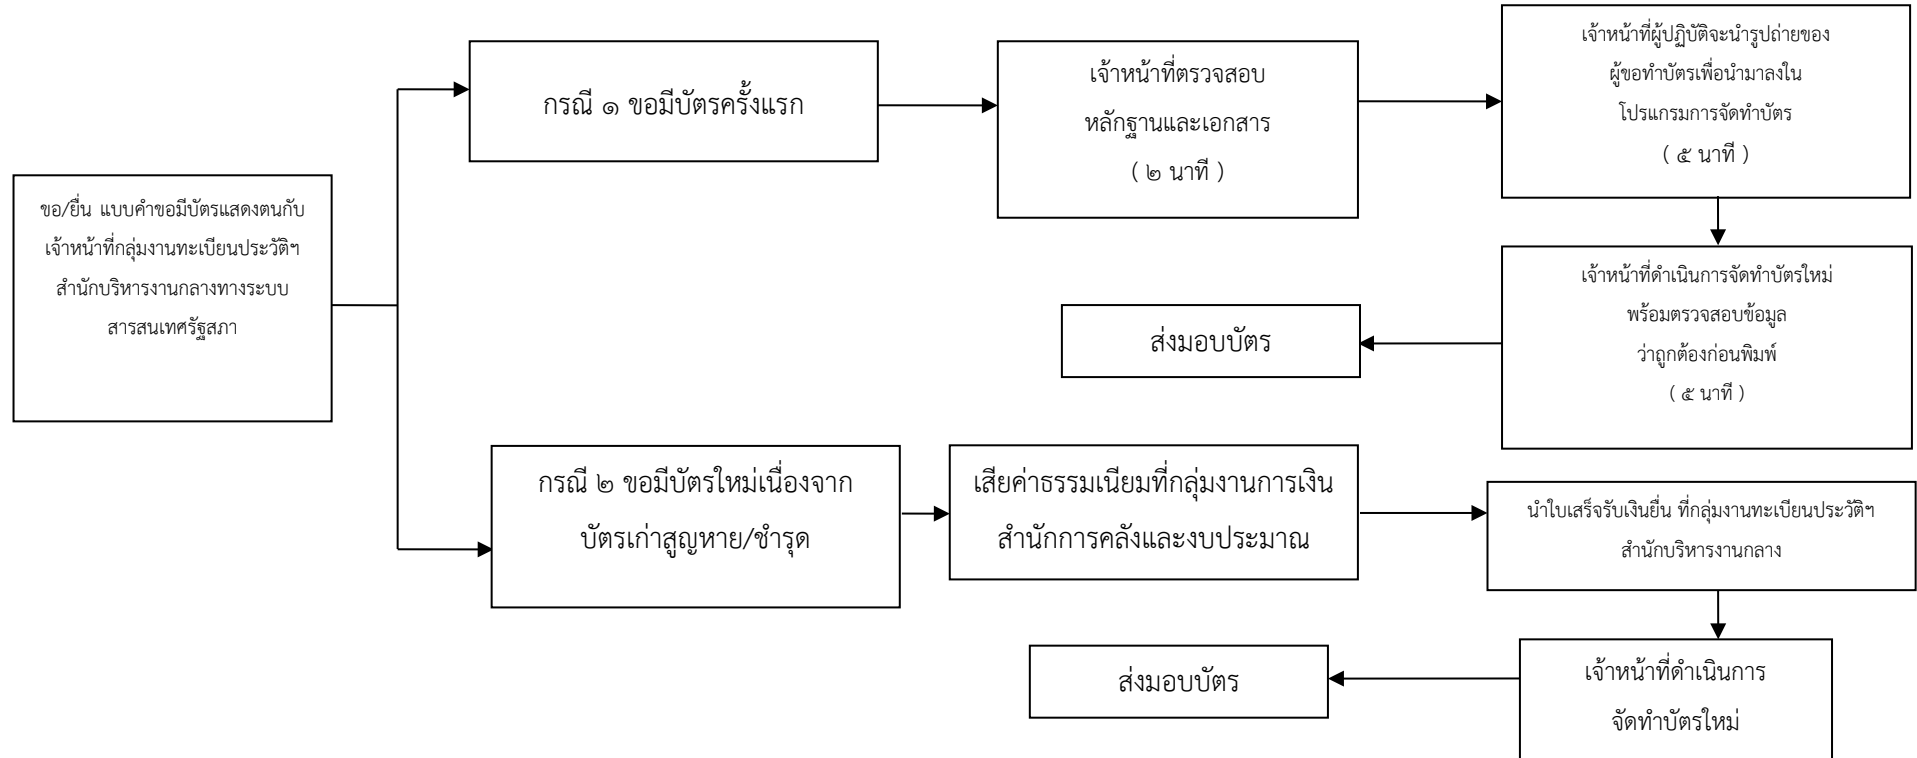 ขอ/ยื่น แบบคำขอมีบัตรแสดงตนกับ
เจ้าหน้าที่กลุ่มงานทะเบียนประวัติฯ
สำนักบริหารงานกลางทางระบบ
สารสนเทศรัฐสภา
กรณี ๑ ขอมีบัตรครั้งแรก
เจ้าหน้าที่ตรวจสอบ
หลักฐานและเอกสาร
( ๒ นาที )
เจ้าหน้าที่ผู้ปฏิบัติจะนำรูปถ่ายของ
ผู้ขอทำบัตรเพื่อนำมาลงใน
โปรแกรมการจัดทำบัตร
( ๕ นาที )
เจ้าหน้าที่ดำเนินการจัดทำบัตรใหม่
พร้อมตรวจสอบข้อมูล
ว่าถูกต้องก่อนพิมพ์
( ๕ นาที )
ส่งมอบบัตร
กรณี ๒ ขอมีบัตรใหม่เนื่องจาก
บัตรเก่าสูญหาย/ชำรุด
เสียค่าธรรมเนียมที่กลุ่มงานการเงิน
สำนักการคลังและงบประมาณ
นำใบเสร็จรับเงินยื่น ที่กลุ่มงานทะเบียนประวัติฯ
สำนักบริหารงานกลาง
เจ้าหน้าที่ดำเนินการ
จัดทำบัตรใหม่
ส่งมอบบัตร